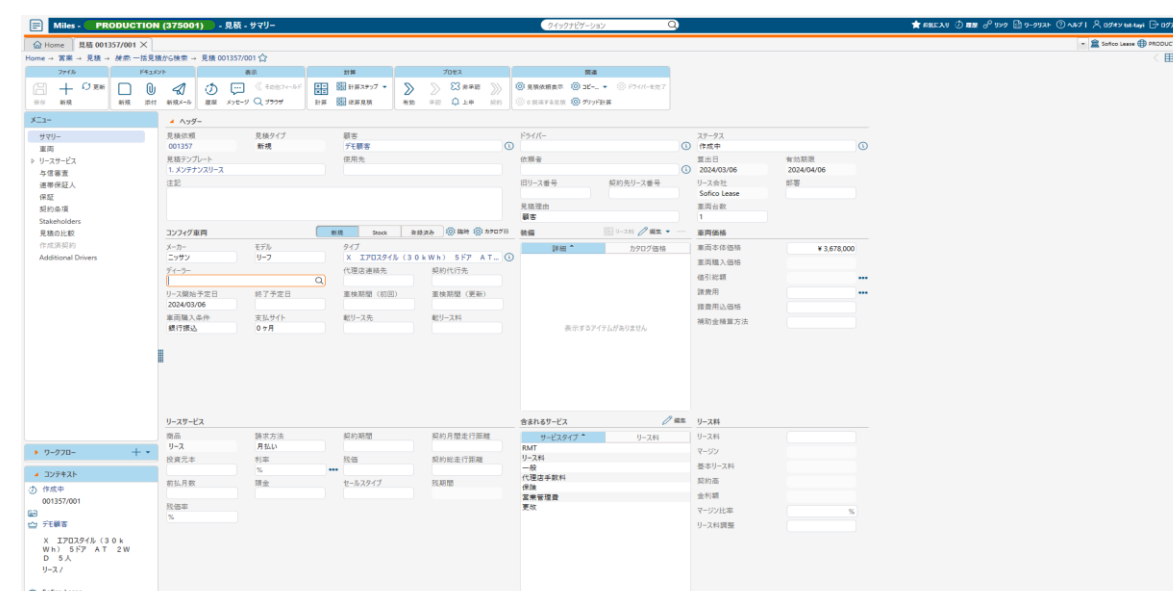 Miles - PRODUCTION (375001) - 見積 - サマリー
クイックナビゲーション
お気に入り 履歴 リンク ワークリスト ヘルプ
Home 見積 001357/001
Sofico Lease PRODUC
Home → 営業 → 見積 → 検索: 一括見積から検索 → 見積 001357/001
ファイル ドキュメント 表示 計算 プロセス 関連
更新 計算ステップ 非承認 見積依頼表示 コピー...
保存 新規 新規 添付 新規メール 履歴 メッセージ ブラウザ 計算 依頼見積 有効 承認 上申 契約 グリッド計算
メニュー
サマリー
車両
リースサービス
与信審査
連帯保証人
保証
契約条項
Stakeholders
見積の比較
作成済契約
Additional Drivers
ワークフロー
コンテキスト
作成中
001357/001
デモ顧客
X エアロスタイル (30k
Wh) 5ドア AT 2W
D 5人
リース /
ヘッダー
見積依頼 見積タイプ 顧客 ドライバー ステータス
001357 新規 デモ顧客 作成中
見積テンプレート 使用先 依頼者 算出日 有効期限
1. メンテナンスリース 2024/03/06 2024/04/06
注記 旧リース番号 契約先リース番号 リース会社 部署
Sofico Lease
見積理由 車両台数
顧客 1
コンフィグ車両 新規 Stock 登録済み 臨時 カタログID 装備 リース料 編集 車両価格
メーカー モデル タイプ 詳細 カタログ価格 車両本体価格 ¥ 3,678,000
ニッサン リーフ X エアロスタイル (30kWh) 5ドア AT...
車両購入価格
ディーラー 代理店連絡先 契約代行先 値引総額
リース開始予定日 終了予定日 車検期間 (初回) 車検期間 (更新) 諸費用
2024/03/06 諸費用込価格
車両購入条件 支払サイト 転リース先 転リース料 補助金精算方法
銀行振込 0ヶ月
表示するアイテムがありません
リースサービス 含まれるサービス 編集 リース料
商品 請求方法 契約期間 契約月間走行距離 サービスタイプ リース料 リース料
リース 月払い RMT
投資元本 利率 残価 契約総走行距離 リース料 マージン
% 一般 基本リース料
前払月数 頭金 セールスタイプ 残期間 代理店手数料 契約高
保険
営業管理費 金利額
残価率 更改 マージン比率 %
% リース料調整